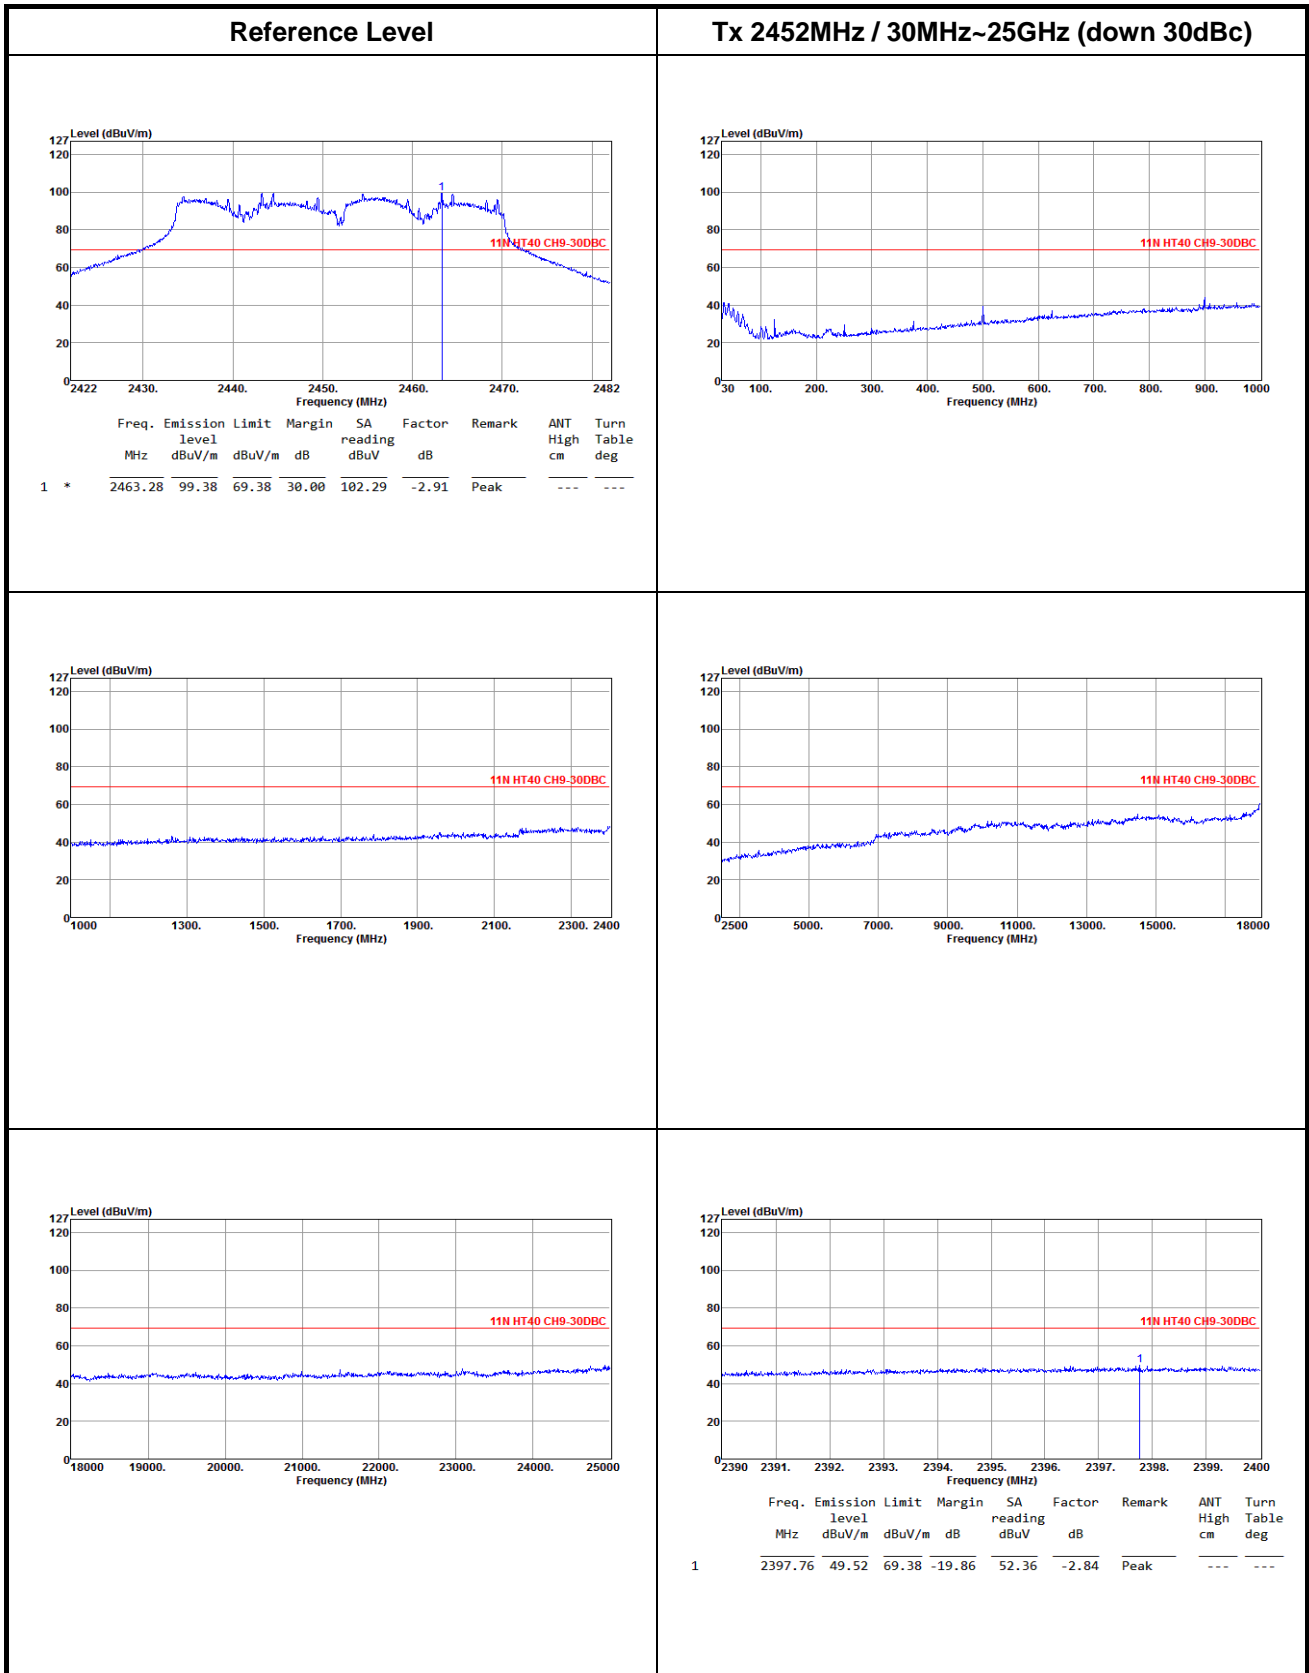 Reference Level
Tx 2452MHz / 30MHz~25GHz (down 30dBc)
Level (dBuV/m)
127
120
100
80
60
40
20
0
1
11N HT40 CH9-30DBC
2422 2430. 2440. 2450. 2460. 2470. 2482
Frequency (MHz)
Freq. Emission Limit Margin SA Factor Remark ANT Turn
level reading High Table
MHz dBuV/m dBuV/m dB dBuV dB cm deg
1 * 2463.28 99.38 69.38 30.00 102.29 -2.91 Peak --- ---
Level (dBuV/m)
127
120
100
80
60
40
20
0
11N HT40 CH9-30DBC
30 100. 200. 300. 400. 500. 600. 700. 800. 900. 1000
Frequency (MHz)
Level (dBuV/m)
127
120
100
80
60
40
20
0
11N HT40 CH9-30DBC
1000 1300. 1500. 1700. 1900. 2100. 2300. 2400
Frequency (MHz)
Level (dBuV/m)
127
120
100
80
60
40
20
0
11N HT40 CH9-30DBC
2500 5000. 7000. 9000. 11000. 13000. 15000. 18000
Frequency (MHz)
Level (dBuV/m)
127
120
100
80
60
40
20
0
11N HT40 CH9-30DBC
18000 19000. 20000. 21000. 22000. 23000. 24000. 25000
Frequency (MHz)
Level (dBuV/m)
127
120
100
80
60
40
20
0
11N HT40 CH9-30DBC
1
2390 2391. 2392. 2393. 2394. 2395. 2396. 2397. 2398. 2399. 2400
Frequency (MHz)
Freq. Emission Limit Margin SA Factor Remark ANT Turn
level reading High Table
MHz dBuV/m dBuV/m dB dBuV dB cm deg
1 2397.76 49.52 69.38 -19.86 52.36 -2.84 Peak --- ---